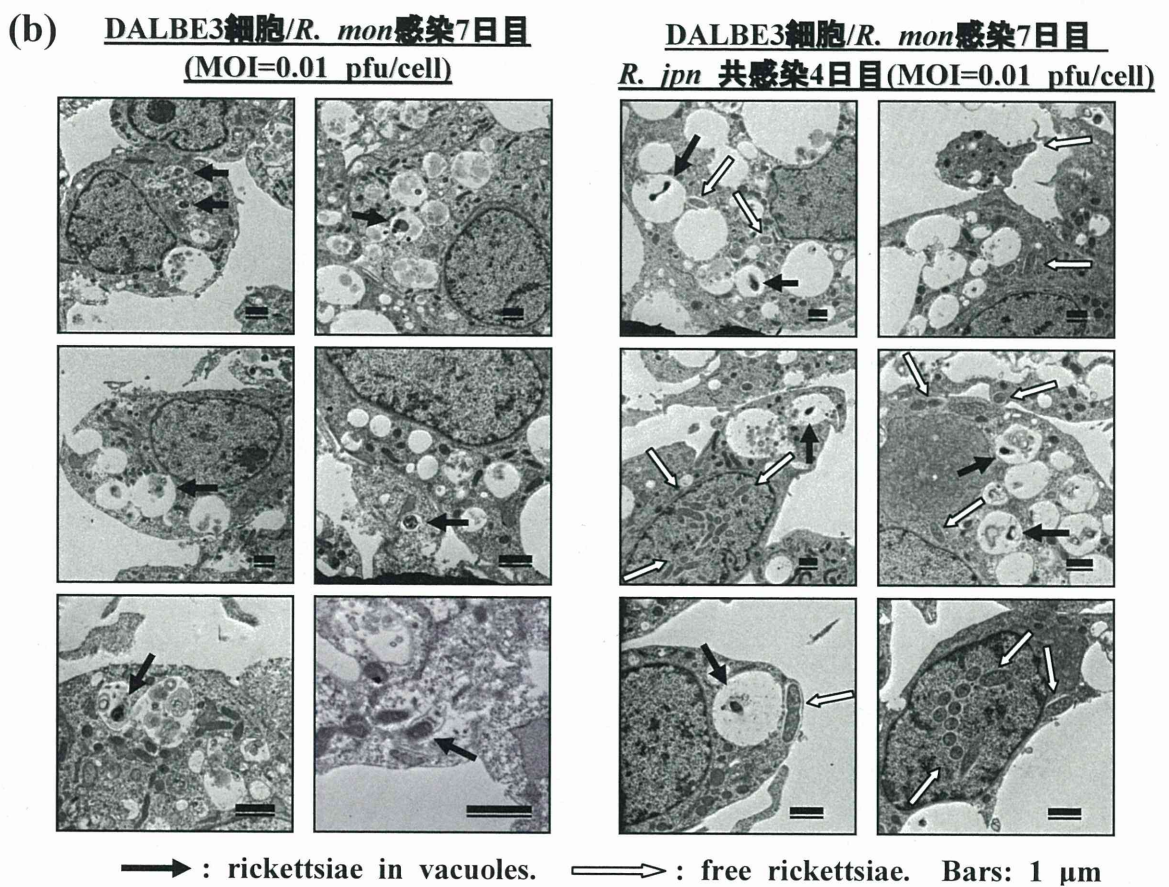 (b)
DALBE3細胞/R. mon感染7日目
(MOI=0.01 pfu/cell)
DALBE3細胞/R. mon感染7日目
R. jpn 共感染4日目(MOI=0.01 pfu/cell)
: rickettsiae in vacuoles.
: free rickettsiae. Bars: 1 μm